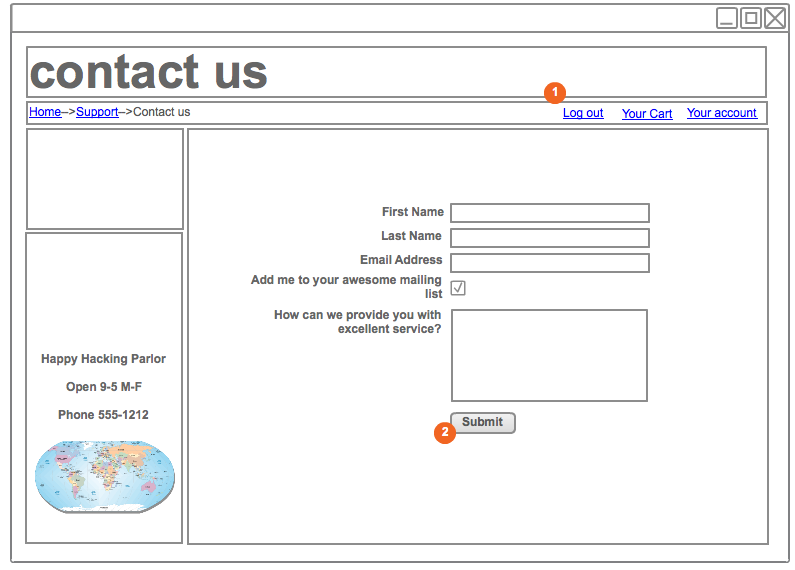 contact us
1
Home-->Support-->Contact us
Log out Your Cart Your account
First Name
Last Name
Email Address
Add me to your awesome mailing
list
How can we provide you with
excellent service?
Submit
2
Happy Hacking Parlor
Open 9-5 M-F
Phone 555-1212